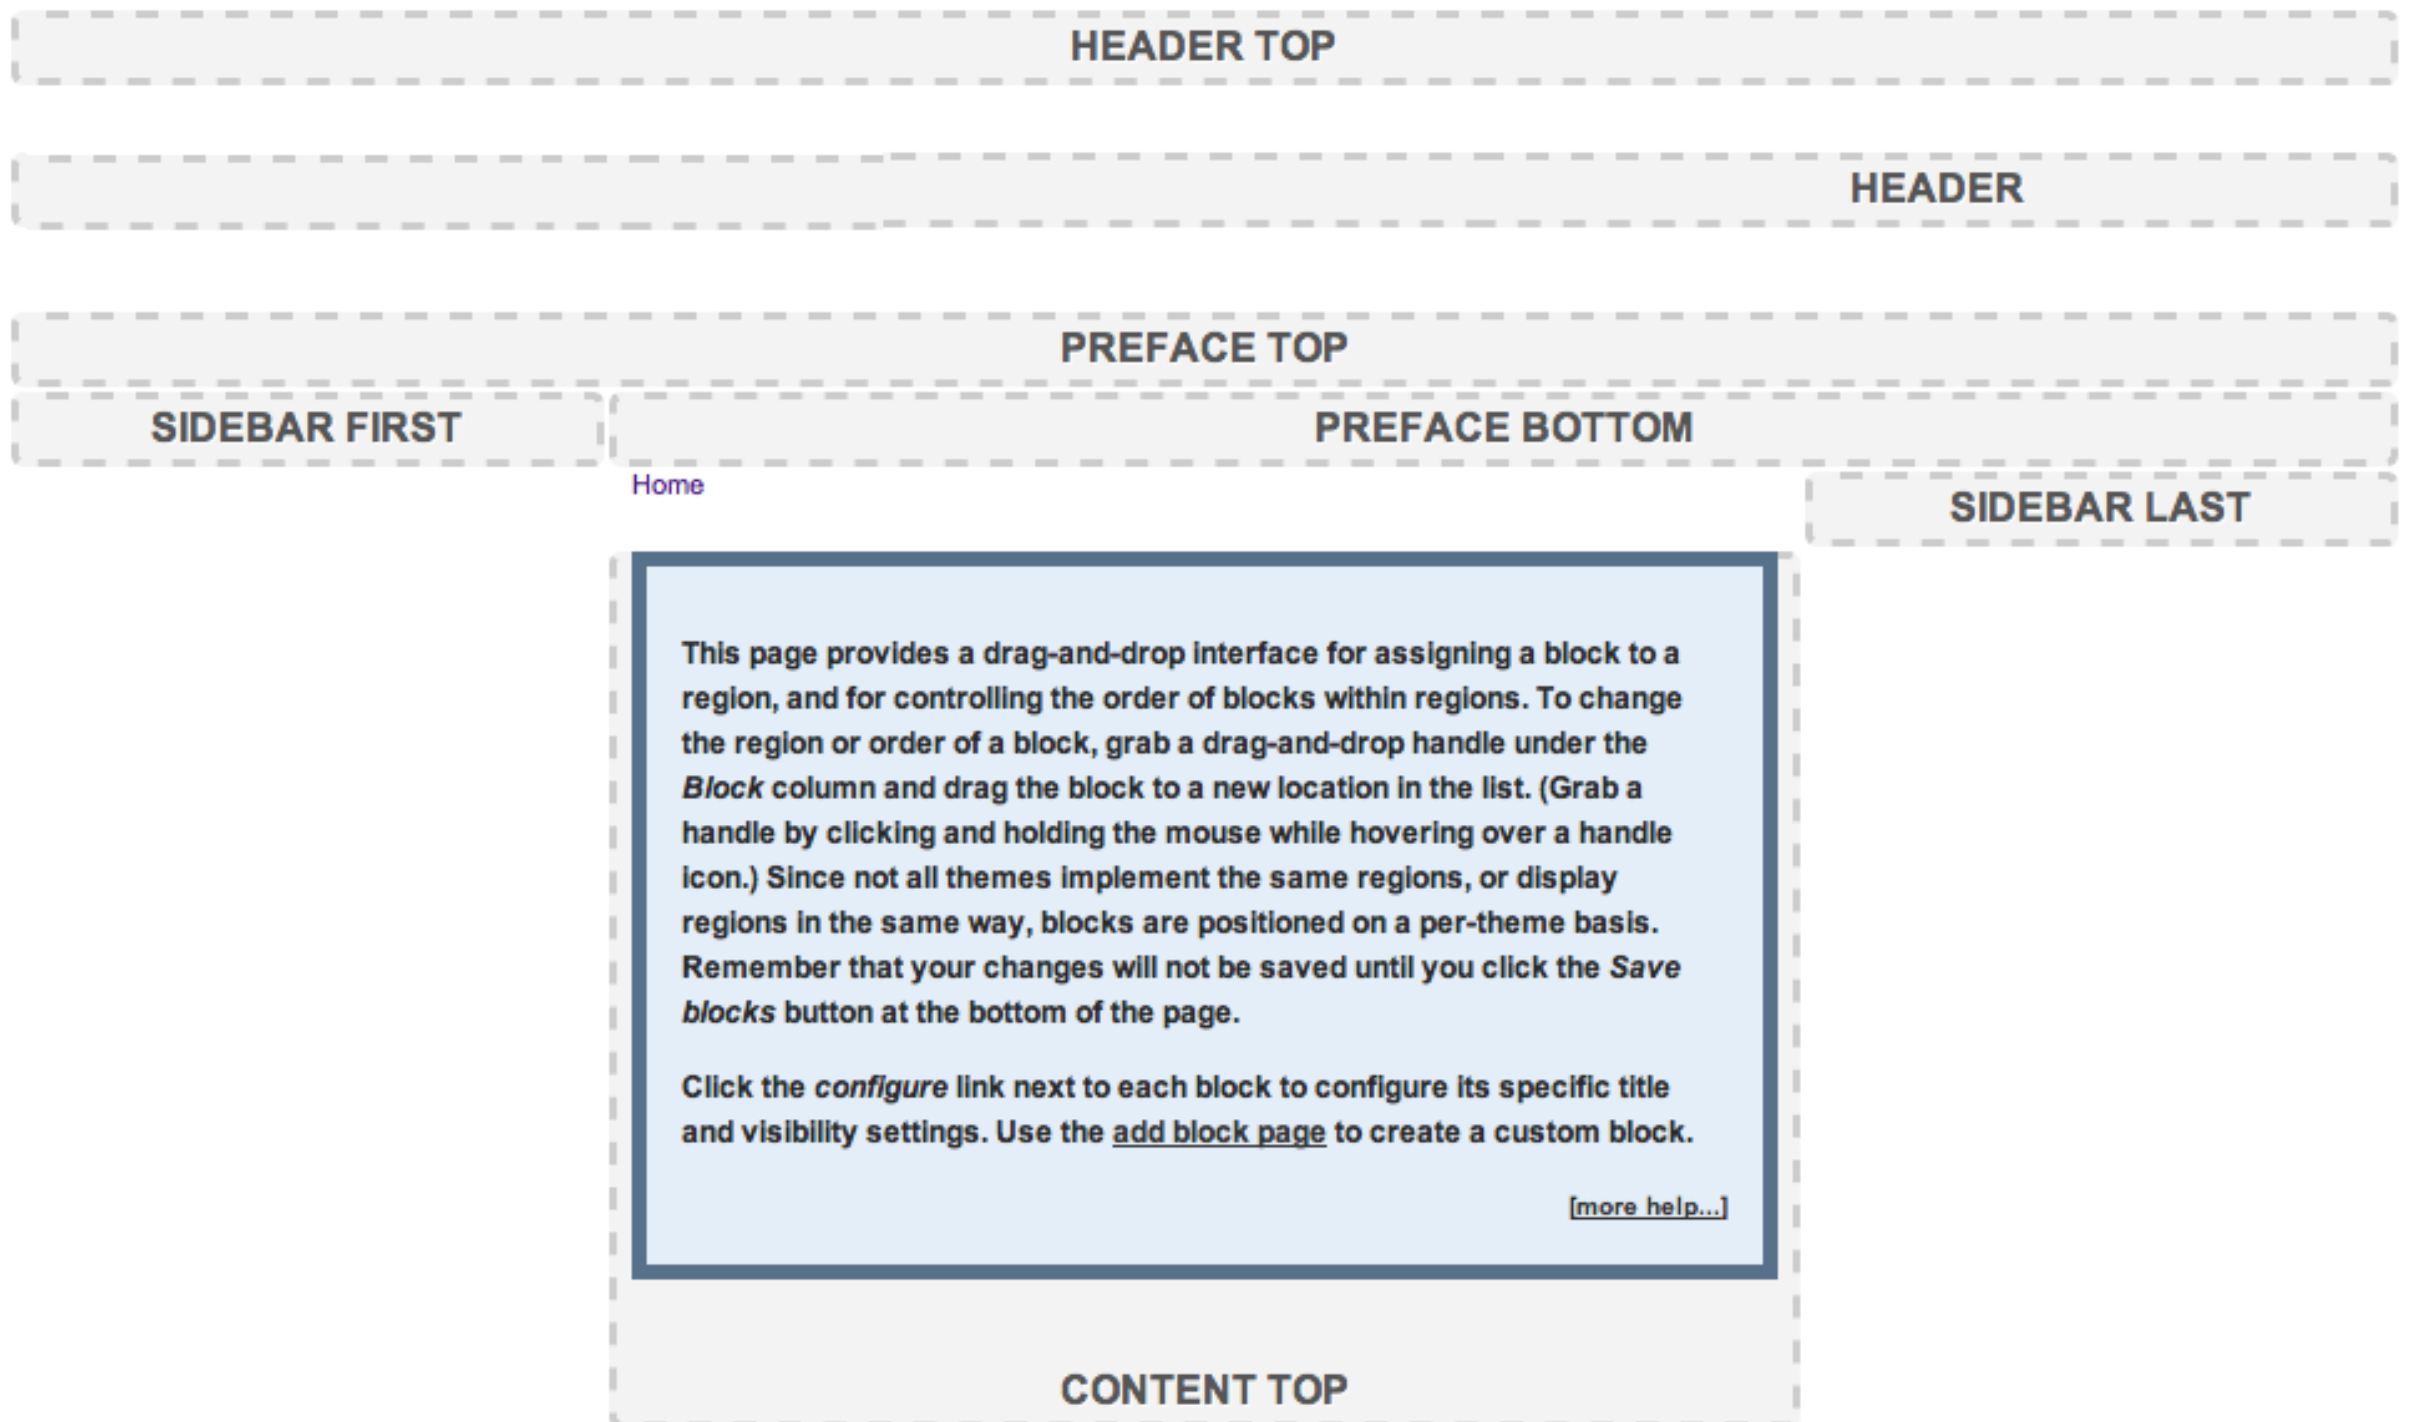 HEADER TOP
HEADER
PREFACE TOP
SIDEBAR FIRST
PREFACE BOTTOM
Home
SIDEBAR LAST
This page provides a drag-and-drop interface for assigning a block to a
region, and for controlling the order of blocks within regions. To change
the region or order of a block, grab a drag-and-drop handle under the
Block column and drag the block to a new location in the list. (Grab a
handle by clicking and holding the mouse while hovering over a handle
icon.) Since not all themes implement the same regions, or display
regions in the same way, blocks are positioned on a per-theme basis.
Remember that your changes will not be saved until you click the Save
blocks button at the bottom of the page.
Click the configure link next to each block to configure its specific title
and visibility settings. Use the add block page to create a custom block.
[more help...]
CONTENT TOP